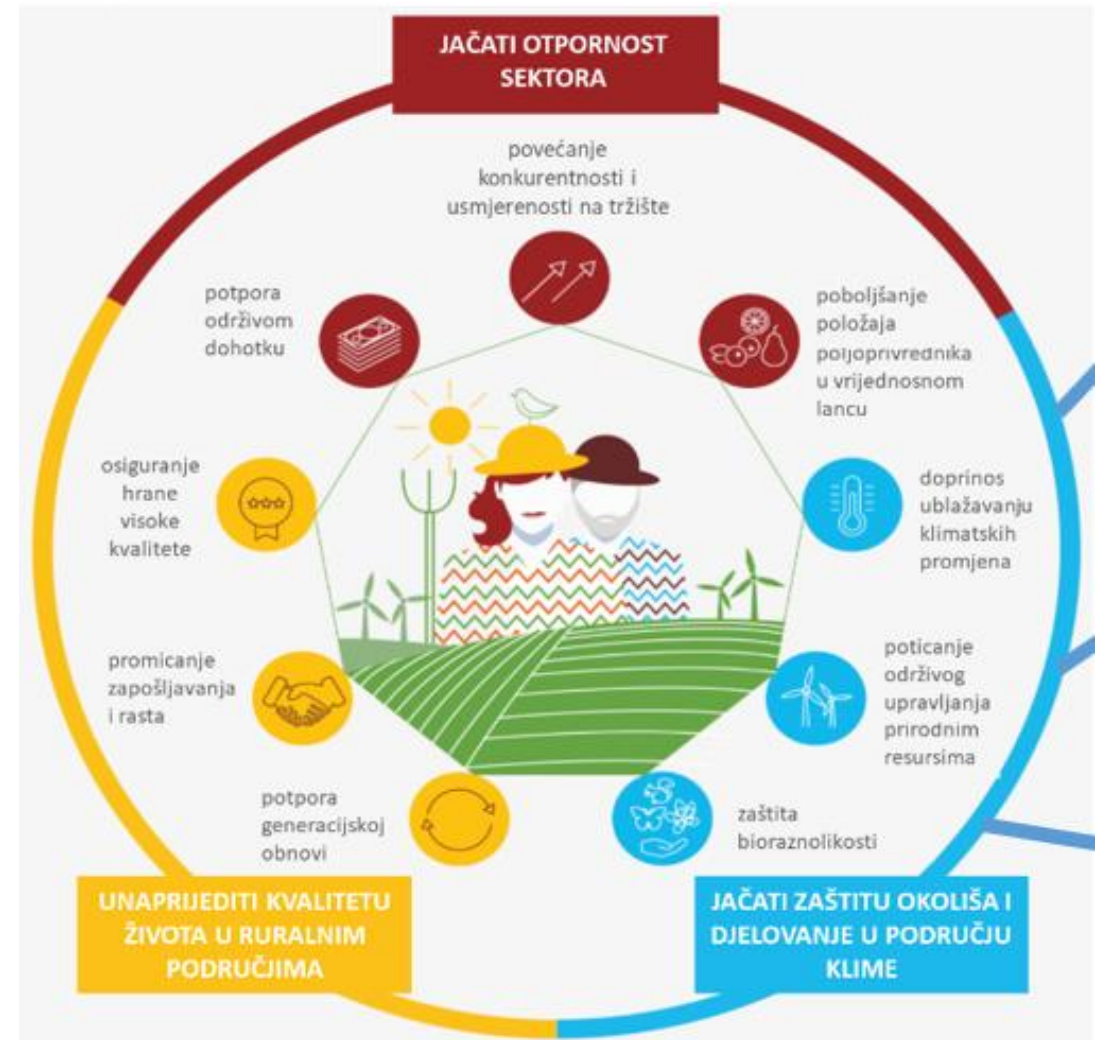 JAČATI OTPORNOST
SEKTORA
povećanje
konkurentnosti i
usmjerenosti na tržište
potpora
održivom
dohotku
poboljšanje
položaja
poljoprivrednika
u vrijednosnom
lancu
osiguranje
hrane
visoke
kvalitete
doprinos
ublažavanju
klimatskih
promjena
promicanje
zapošljavanja
i rasta
poticanje
održivog
upravljanja
prirodnim
resursima
potpora
generacijskoj
obnovi
zaštita
bioraznolikosti
UNAPRIJEDITI KVALITETU
ŽIVOTA U RURALNIM
PODRUČJIMA
JAČATI ZAŠTITU OKOLIŠA I
DJELOVANJE U PODRUČJU
KLIME